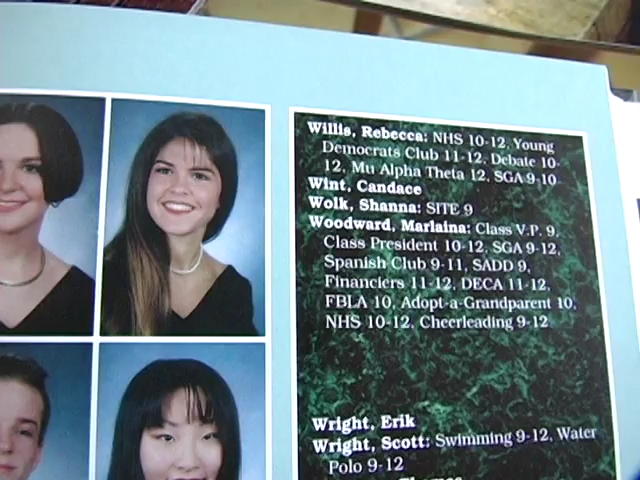 Willis, Rebecca: NHS 10-12, Young
Democrats Club 11-12, Debate 10-
12, Mu Alpha Theta 12, SGA 9-10
Wint, Candace
Wolk, Shanna: SITE 9
Woodward, Marlaina: Class V.P. 9,
Class President 10-12, SGA 9-12,
Spanish Club 9-11, SADD 9,
Financiers 11-12, DECA 11-12,
FBLA 10, Adopt-a-Grandparent 10,
NHS 10-12, Cheerleading 9-12
Wright, Erik
Wright, Scott: Swimming 9-12, Water
Polo 9-12